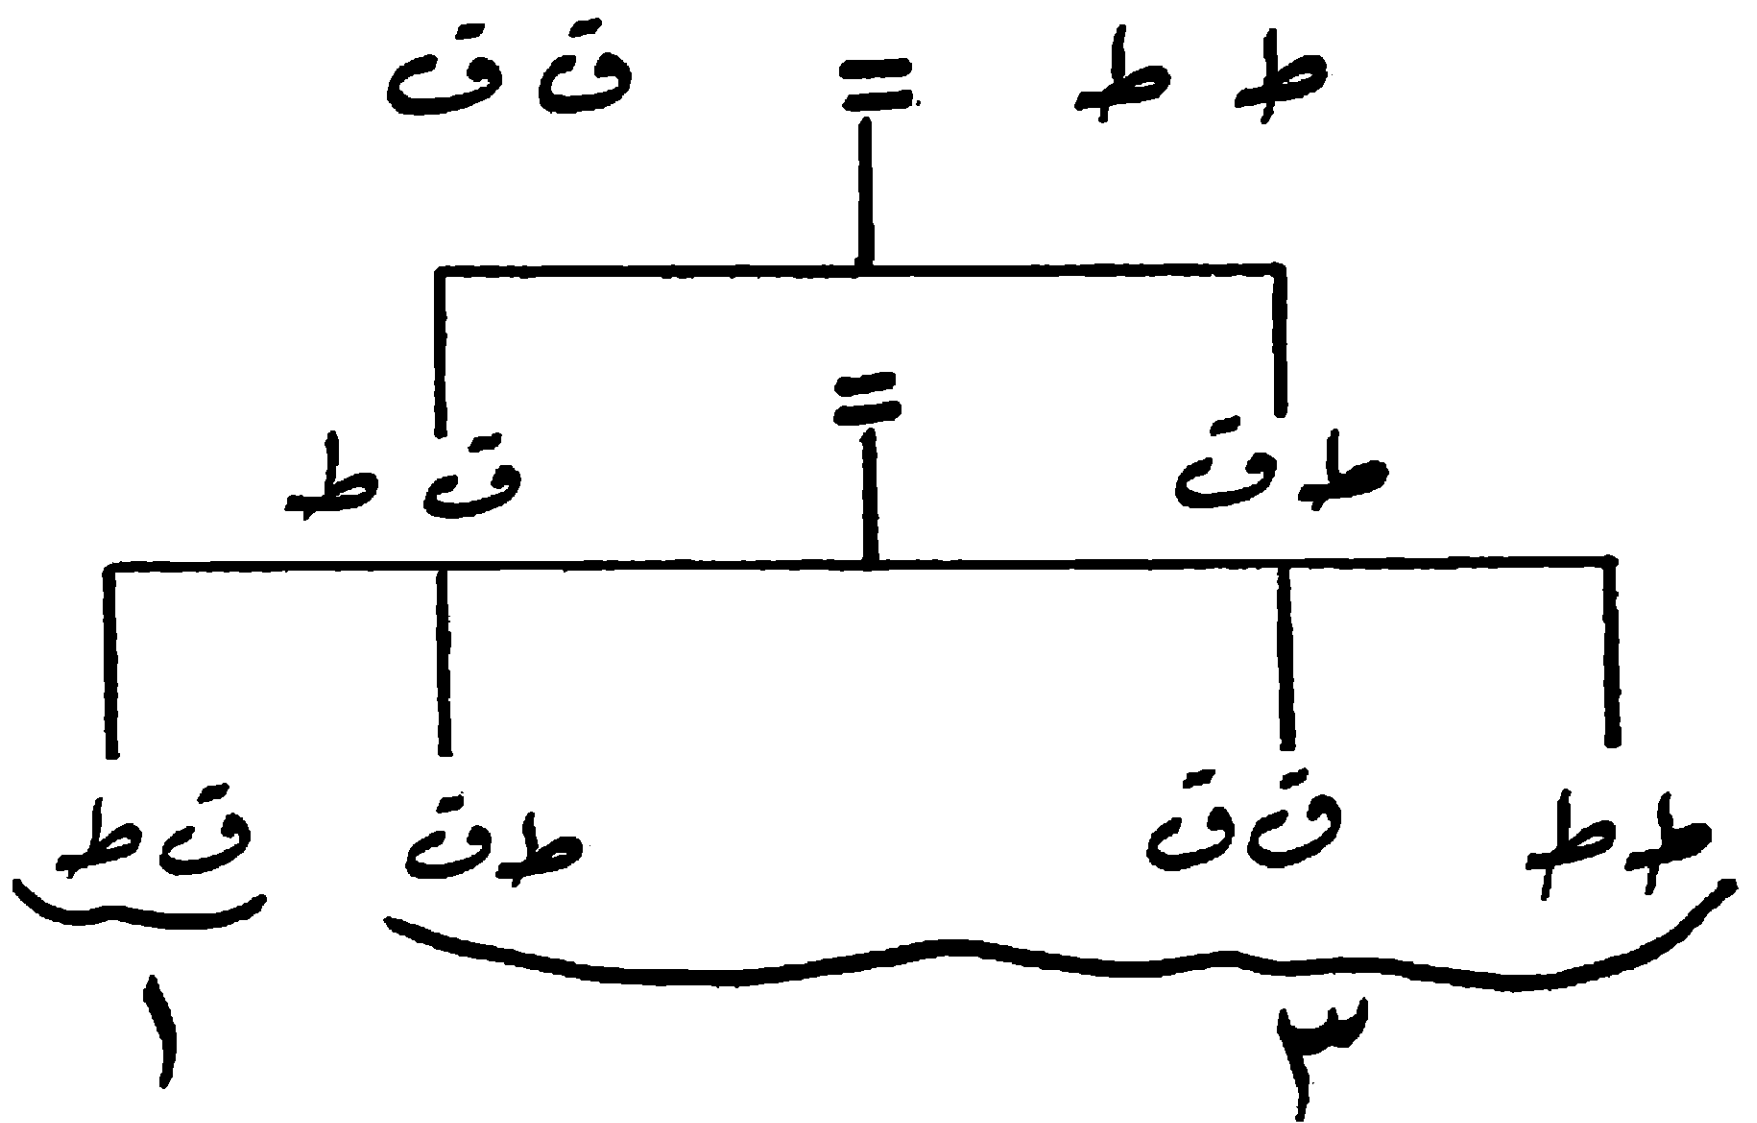 ط ط = ق ق
ط ق = ق ط
ط ط ق ق ط ق ق ط
٣ ١